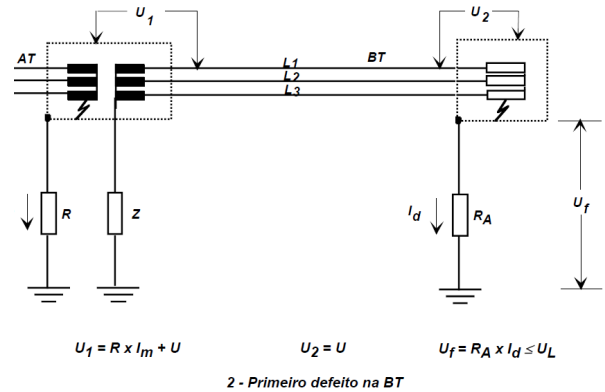 U1 U2
AT L1 BT
L2
L3
R Z Id RA Uf
U1 = R x Im + U U2 = U Uf = RA x Id ≤ UL
2 - Primeiro defeito na BT